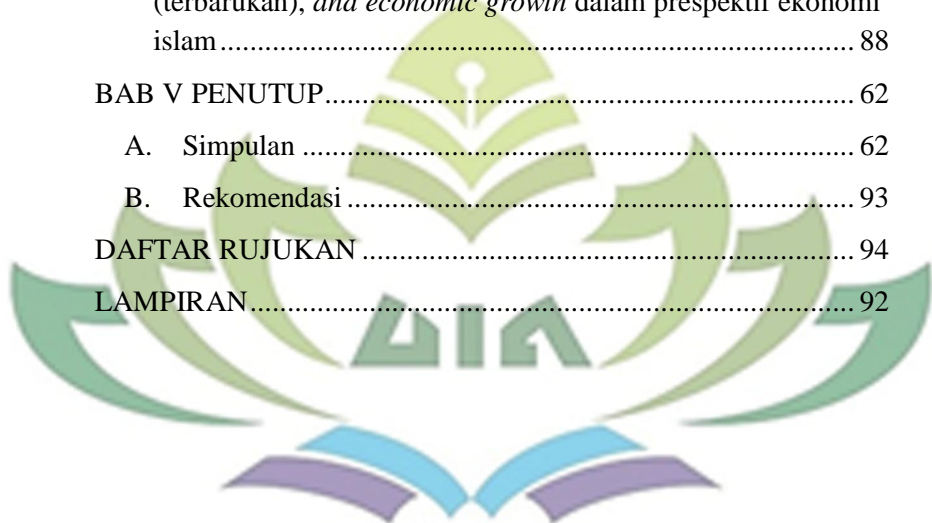 (terbarukan), and economic growth dalam prespektif ekonomi
islam........................................................................................ 88
BAB V PENUTUP......................................................................... 62
A. Simpulan ............................................................................ 62
B. Rekomendasi ...................................................................... 93
DAFTAR RUJUKAN .................................................................... 94
LAMPIRAN.................................................................................. 92